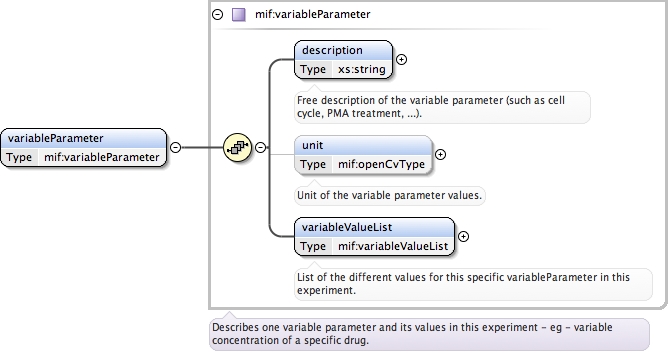 mif:variableParameter
description
Type xs:string
Free description of the variable parameter (such as cell
cycle, PMA treatment, ...).
variableParameter
Type mif:variableParameter
unit
Type mif:openCvType
Unit of the variable parameter values.
variableValueList
Type mif:variableValueList
List of the different values for this specific variableParameter in this
experiment.
Describes one variable parameter and its values in this experiment - eg - variable
concentration of a specific drug.